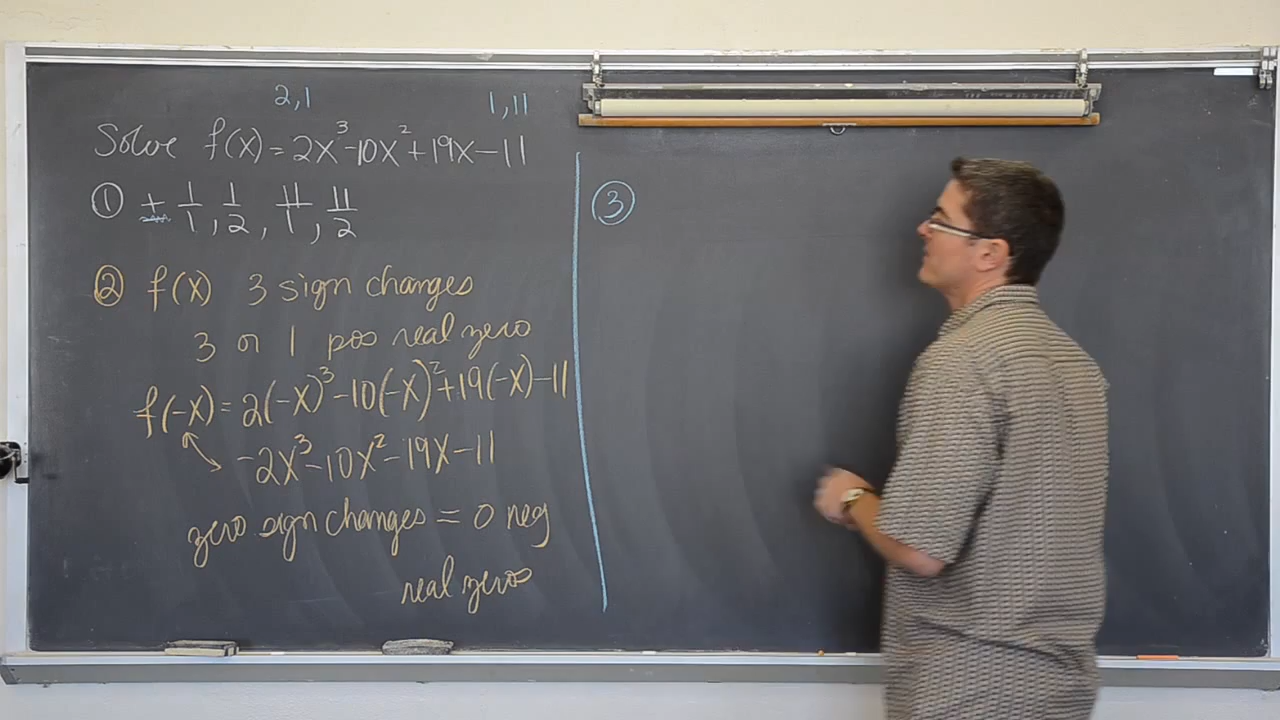 2,1 1,11
Solve f(x)=2x³-10x²+19x-11
① ± 1/1, 1/2, 11/1, 11/2
② f(x) 3 sign changes
3 or 1 pos real zero
f(-x)=2(-x)³-10(-x)²+19(-x)-11
-2x³-10x²-19x-11
zero sign changes = 0 neg
real zeros
③